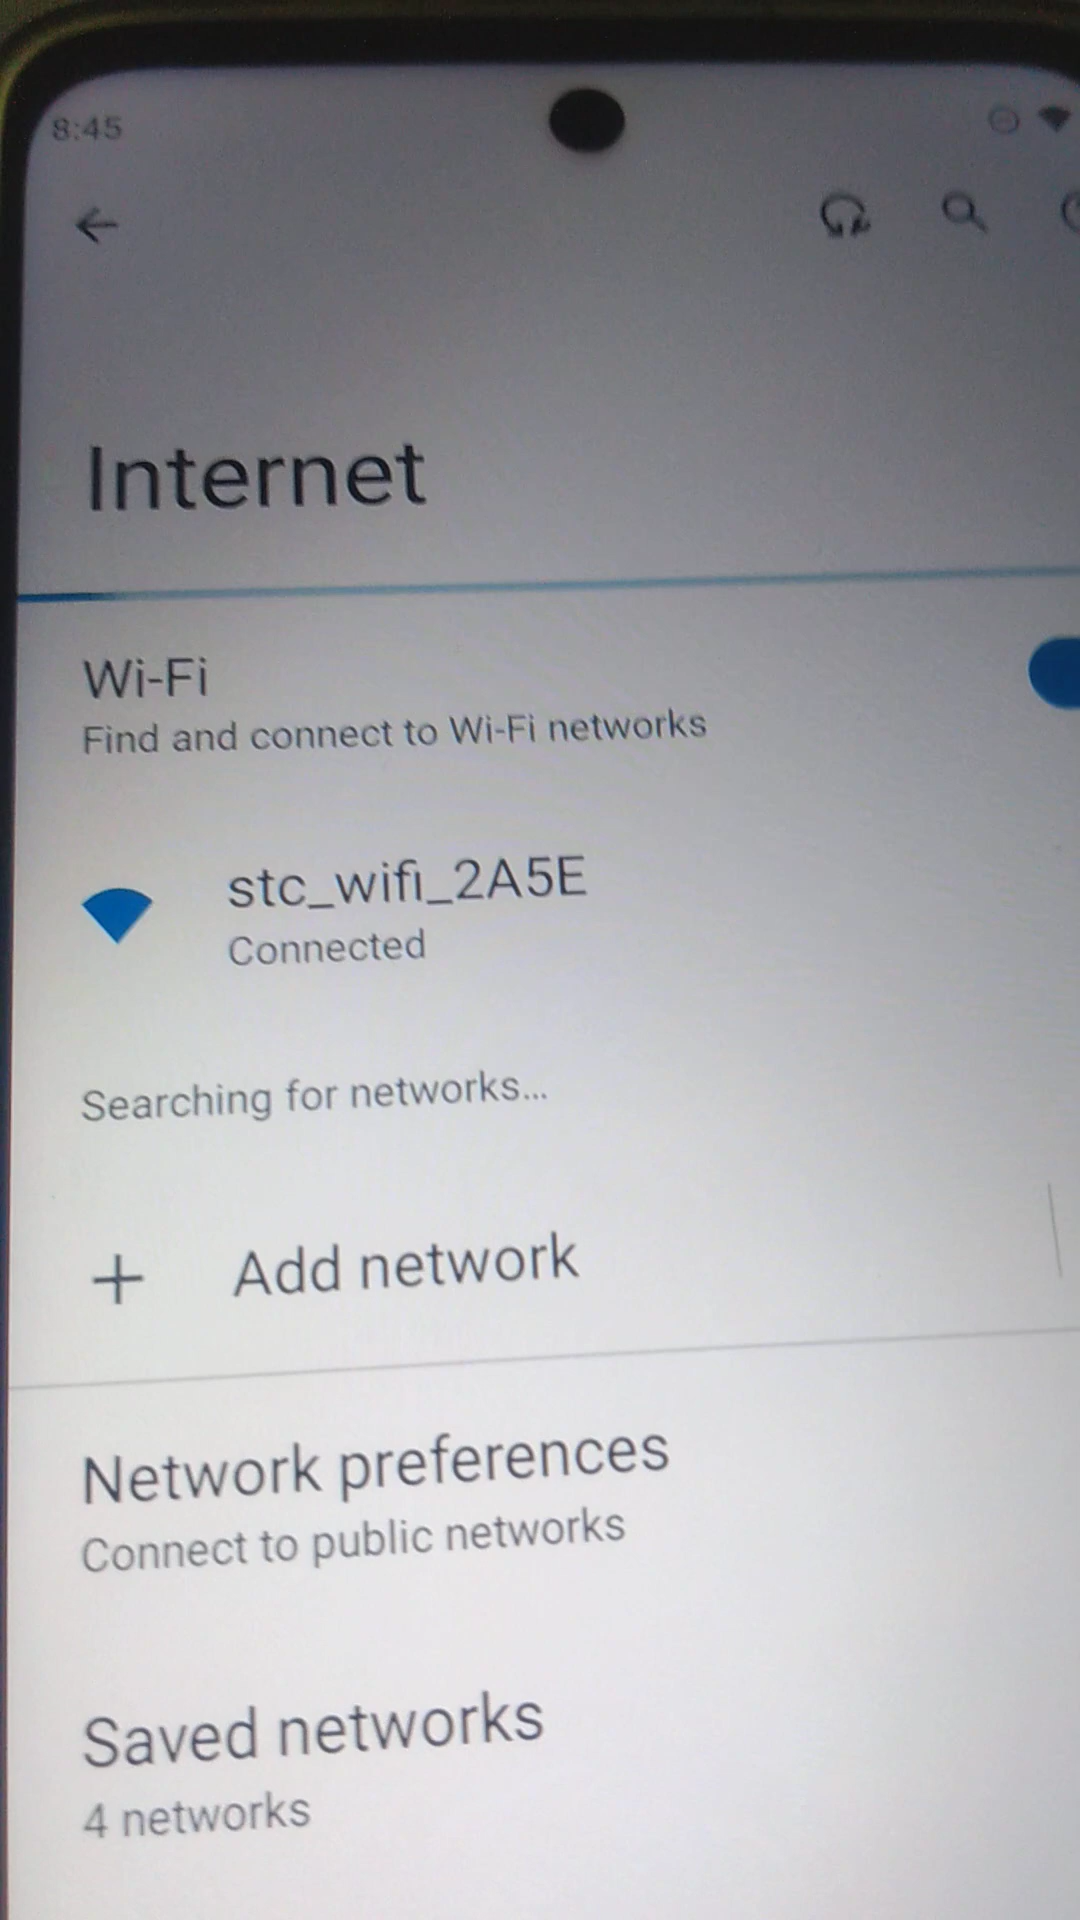 8:45
Internet
Wi-Fi
Find and connect to Wi-Fi networks
stc_wifi_2A5E
Connected
Searching for networks…
Add network
Network preferences
Connect to public networks
Saved networks
4 networks